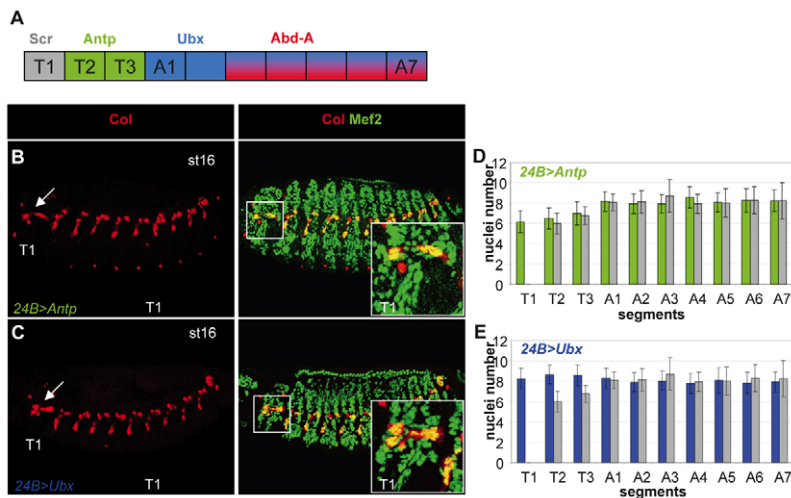 A
Scr Antp Ubx Abd-A
T1 T2 T3 A1 A7
Col Col Mef2
B st16
T1
24B>Antp T1 T1
C st16
T1
24B>Ubx T1 T1
D
24B>Antp
nuclei number
12
10
8
6
4
2
0
T1 T2 T3 A1 A2 A3 A4 A5 A6 A7
segments
E
24B>Ubx
nuclei number
12
10
8
6
4
2
0
T1 T2 T3 A1 A2 A3 A4 A5 A6 A7
segments